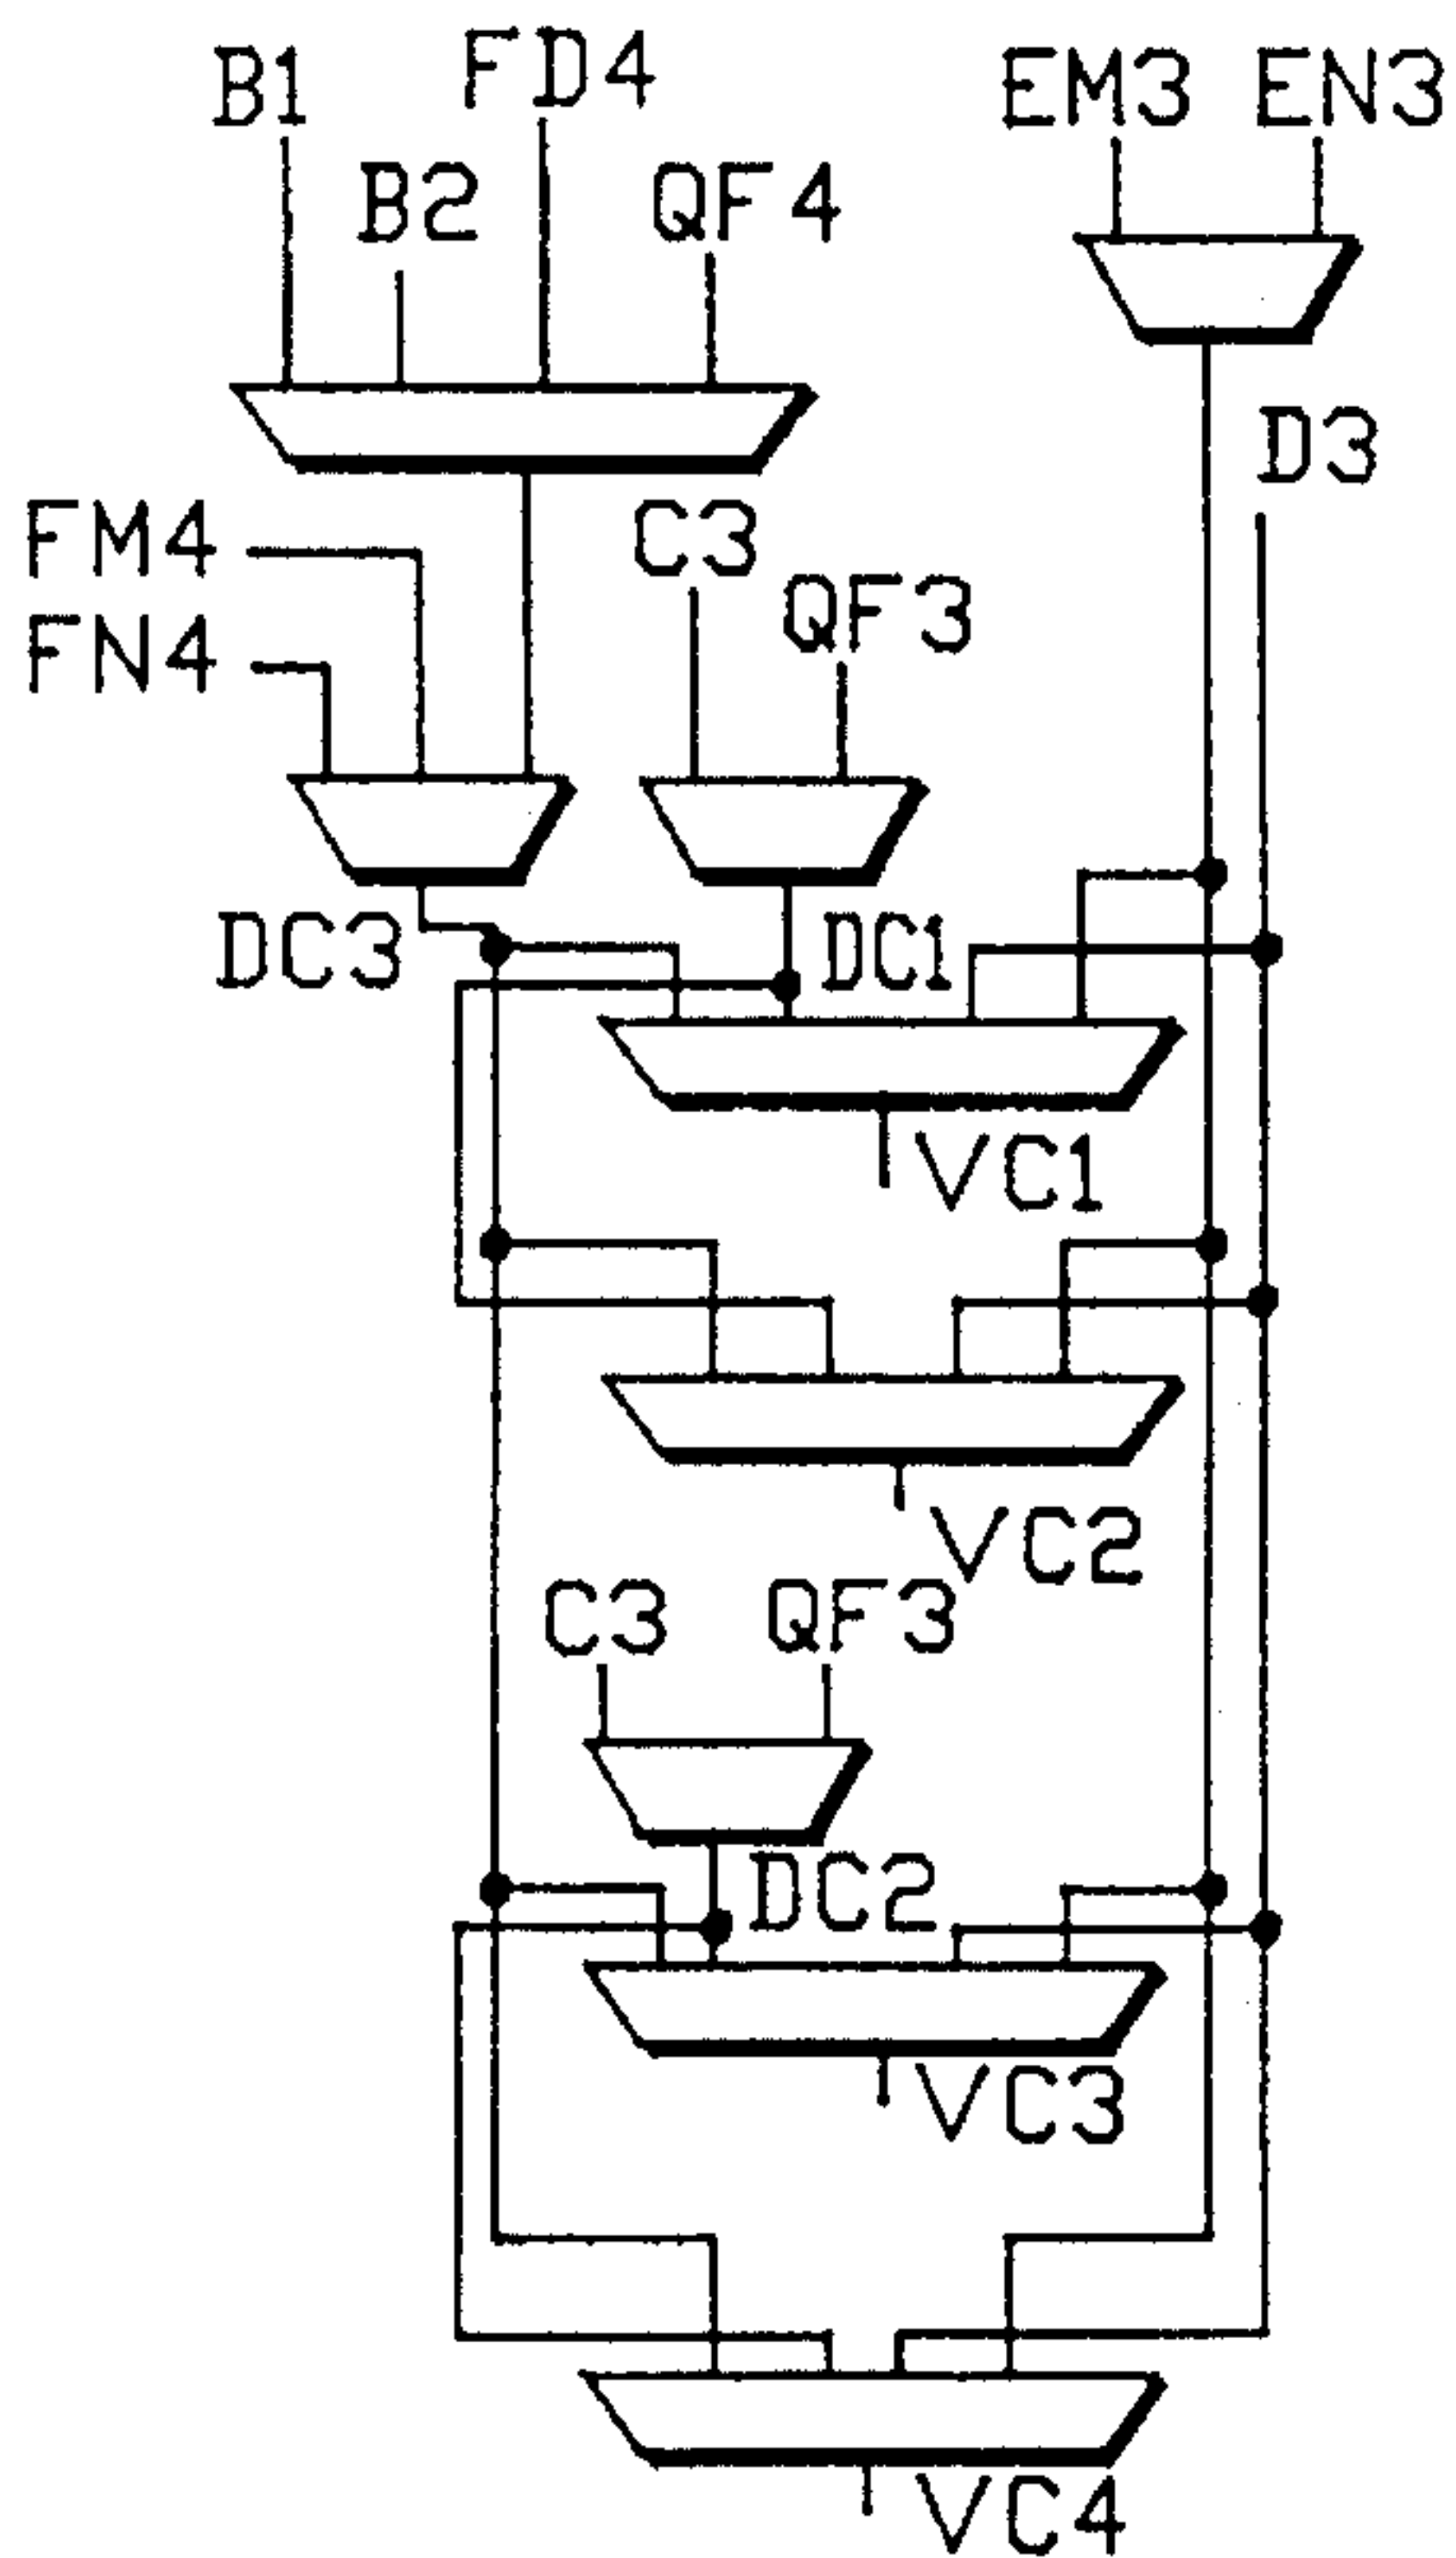 B1 FD4 EM3 EN3
B2 QF4
D3
FM4 C3
QF3
FN4
DC3 DC1
VC1
VC2
C3 QF3
DC2
VC3
VC4